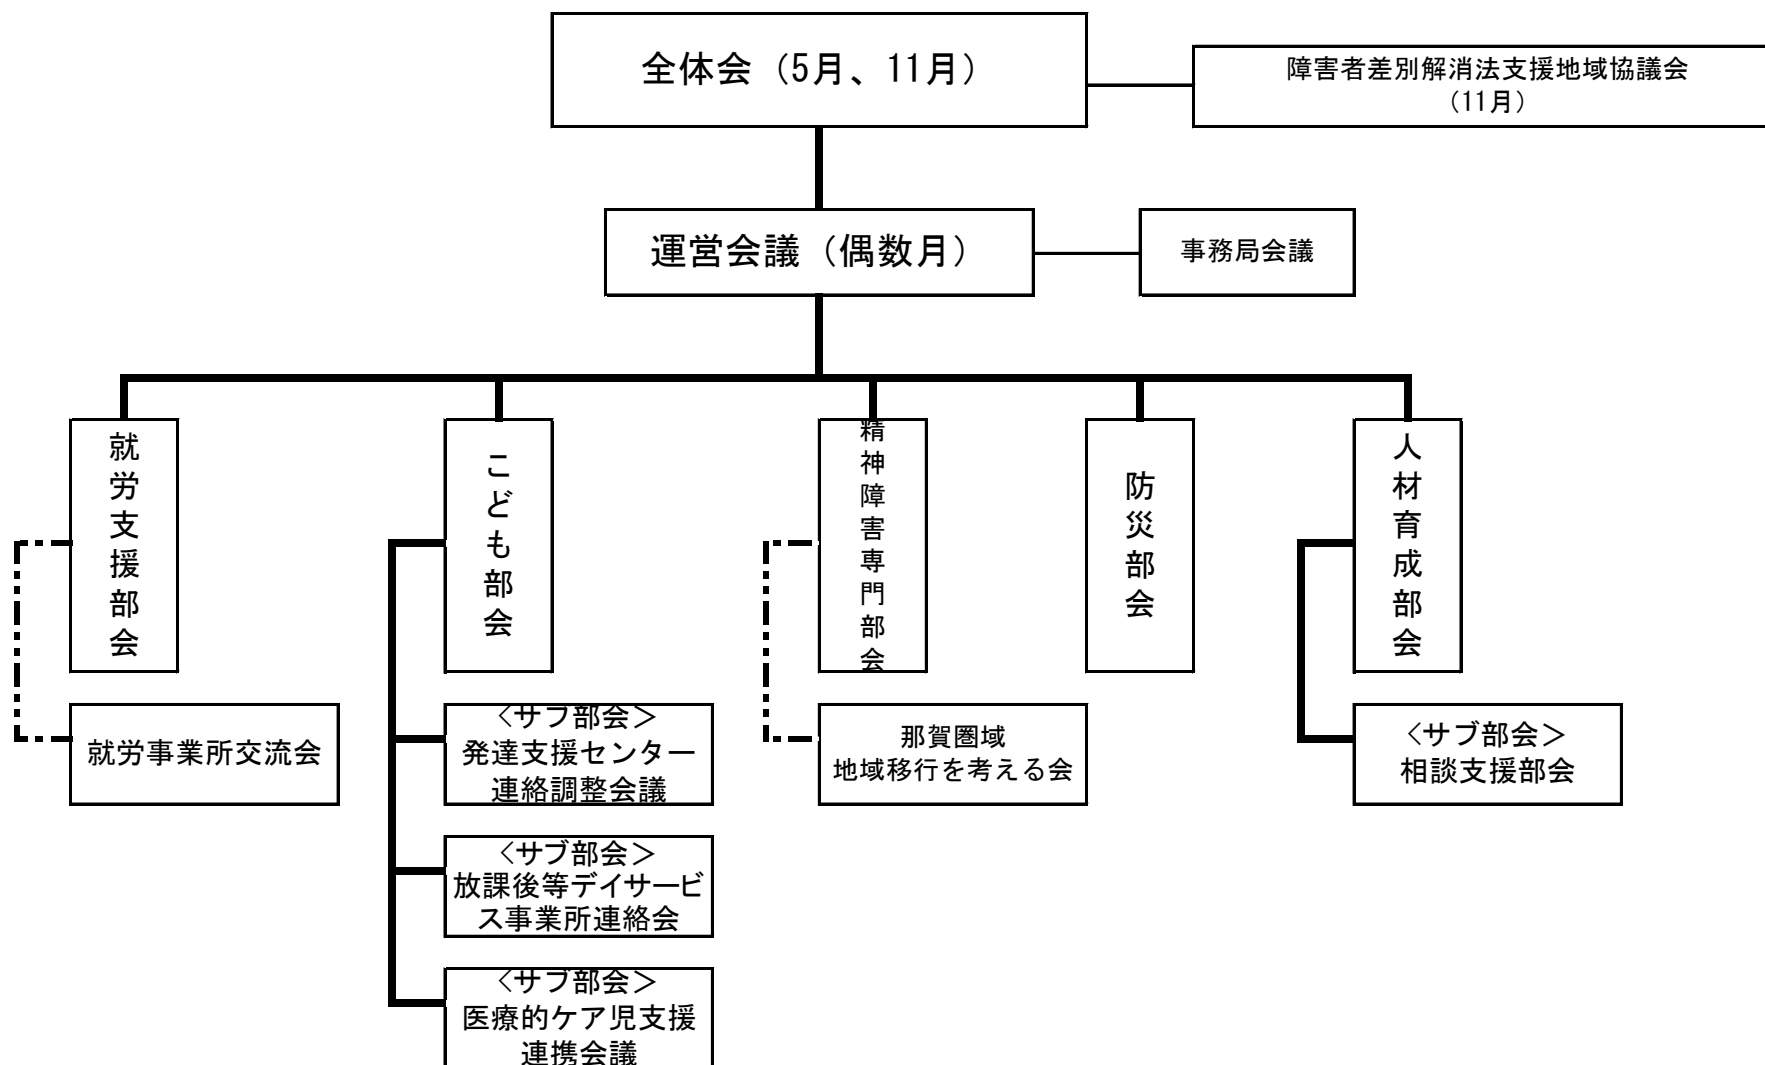 全体会（5月、11月）
障害者差別解消法支援地域協議会
（11月）
運営会議（偶数月）
事務局会議
就労支援部会
こども部会
精神障害専門部会
防災部会
人材育成部会
就労事業所交流会
＜サブ部会＞
発達支援センター
連絡調整会議
那賀圏域
地域移行を考える会
＜サブ部会＞
相談支援部会
＜サブ部会＞
放課後等デイサービ
ス事業所連絡会
＜サブ部会＞
医療的ケア児支援
連携会議